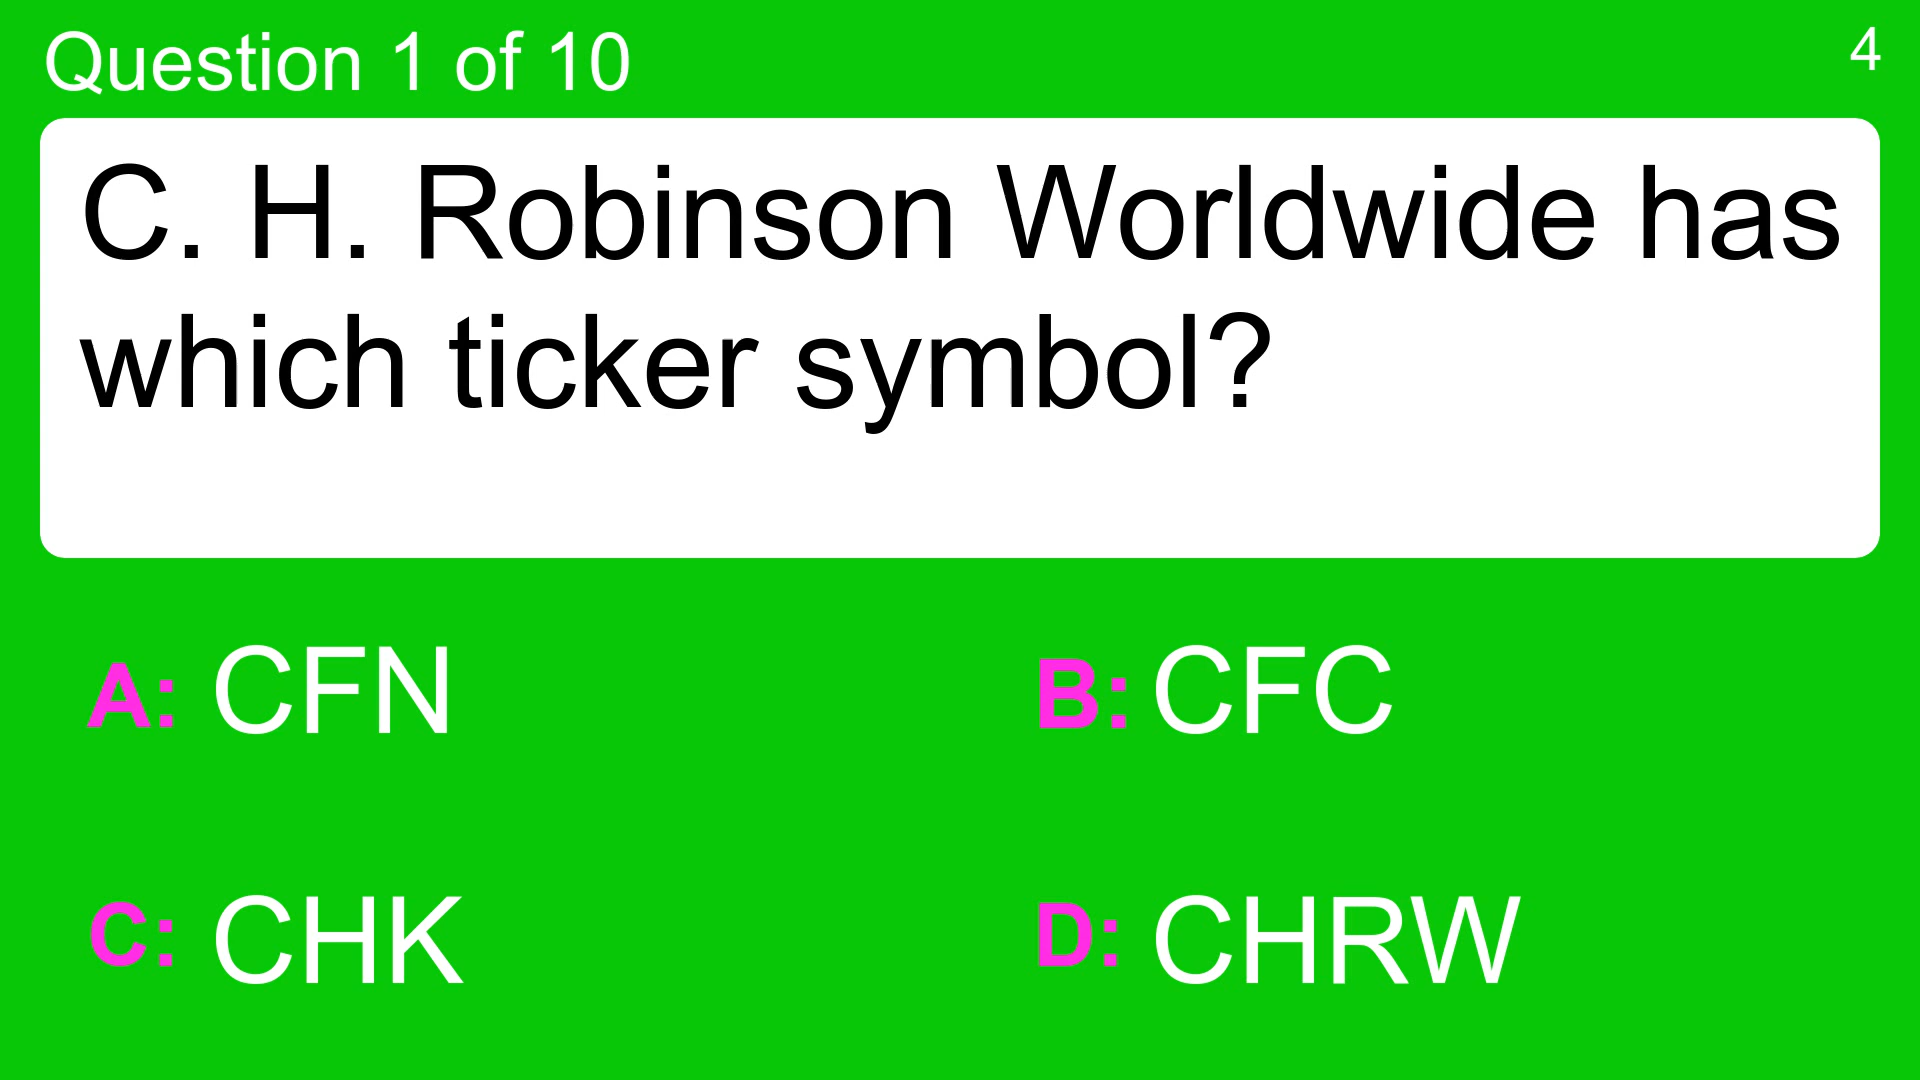 Question 1 of 10
4
C. H. Robinson Worldwide has
which ticker symbol?
A: CFN
B: CFC
C: CHK
D: CHRW